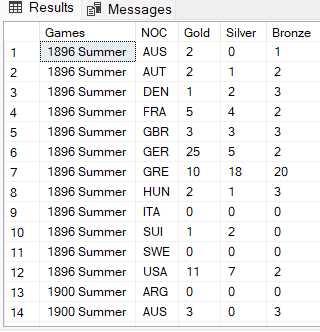 Results Messages
Games NOC Gold Silver Bronze
1 1896 Summer AUS 2 0 1
2 1896 Summer AUT 2 1 2
3 1896 Summer DEN 1 2 3
4 1896 Summer FRA 5 4 2
5 1896 Summer GBR 3 3 3
6 1896 Summer GER 25 5 2
7 1896 Summer GRE 10 18 20
8 1896 Summer HUN 2 1 3
9 1896 Summer ITA 0 0 0
10 1896 Summer SUI 1 2 0
11 1896 Summer SWE 0 0 0
12 1896 Summer USA 11 7 2
13 1900 Summer ARG 0 0 0
14 1900 Summer AUS 3 0 3